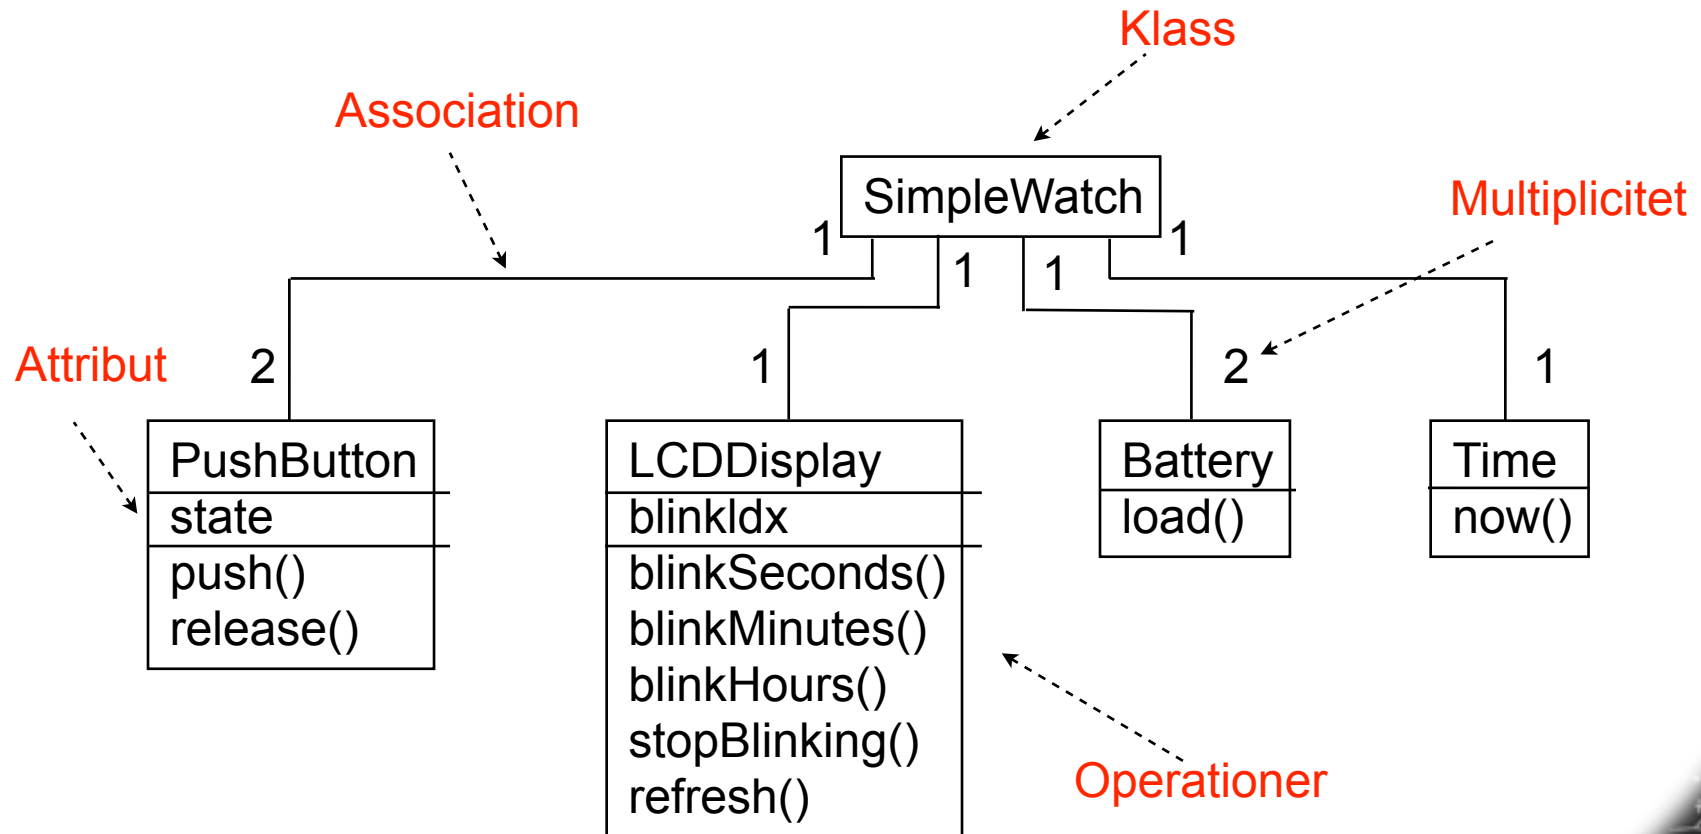 Klass
Association
SimpleWatch
Multiplicitet
1
1
1
1
Attribut
2
1
2
1
PushButton
state
push()
release()
LCDDisplay
blinkIdx
blinkSeconds()
blinkMinutes()
blinkHours()
stopBlinking()
refresh()
Battery
load()
Time
now()
Operationer